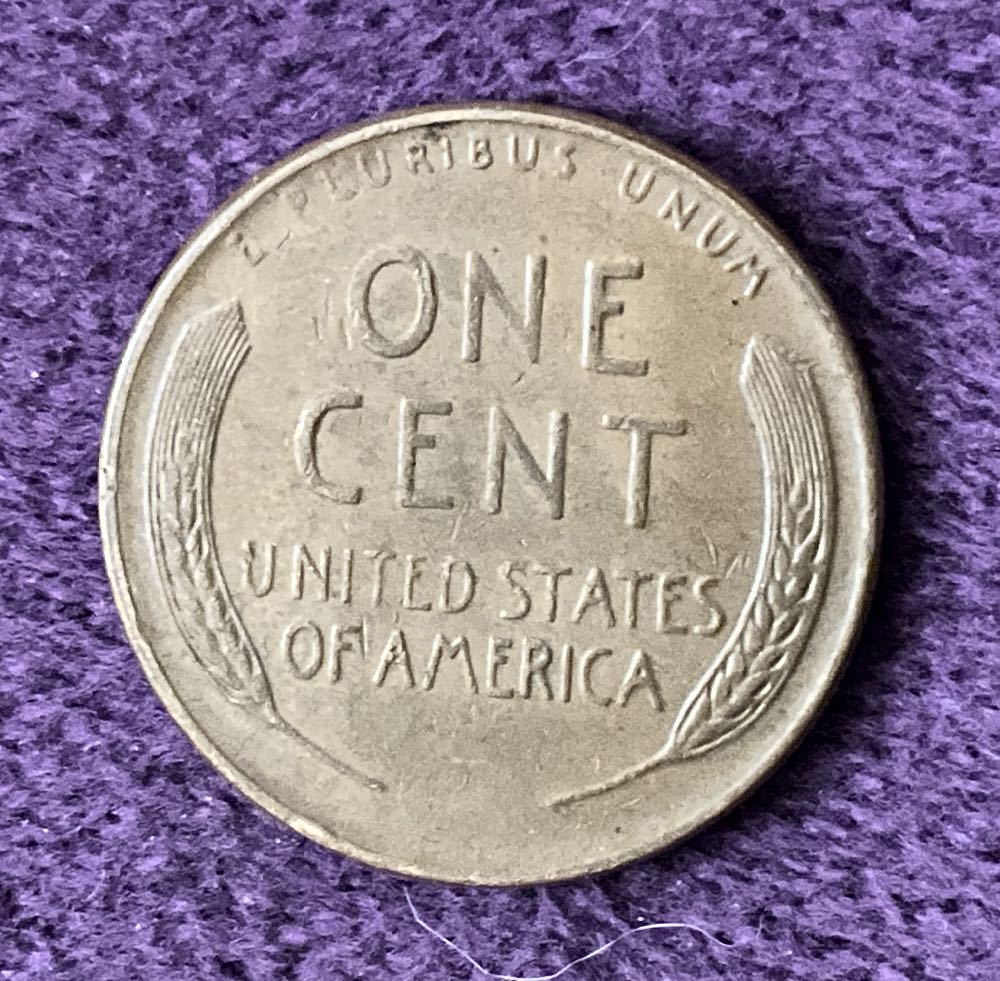 E PLURIBUS UNUM
ONE
CENT
UNITED STATES
OF AMERICA